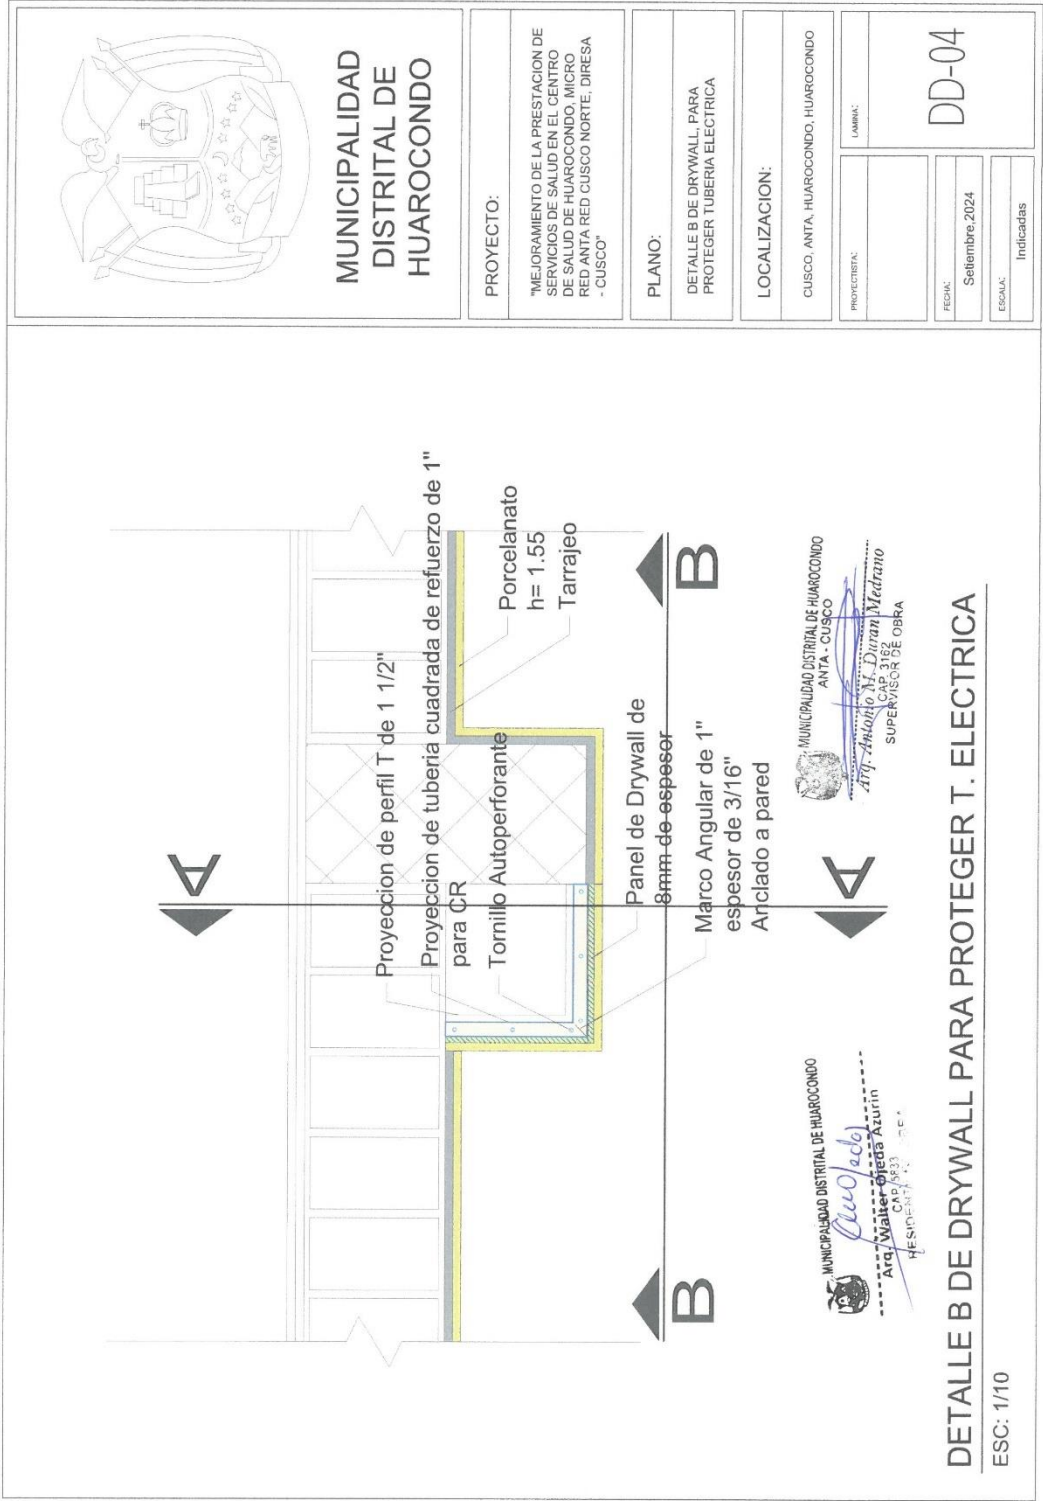 MUNICIPALIDAD
DISTRITAL DE
HUAROCONDO
PROYECTO:
"MEJORAMIENTO DE LA PRESTACION DE
SERVICIOS DE SALUD EN EL CENTRO
DE SALUD DE HUAROCONDO, MICRO
RED ANTA RED CUSCO NORTE, DIRESA
- CUSCO"
PLANO:
DETALLE B DE DRYWALL, PARA
PROTEGER TUBERIA ELECTRICA
LOCALIZACION:
CUSCO, ANTA, HUAROCONDO, HUAROCONDO
PROYECTISTA:
LAMINA:
DD-04
FECHA:
Setiembre,2024
ESCALA:
Indicadas
A
Proyeccion de perfil T de 1 1/2"
Proyeccion de tuberia cuadrada de refuerzo de 1"
para CR
Tornillo Autoperforante
Porcelanato
h= 1.55
Tarrajeo
Panel de Drywall de
8mm de espesor
Marco Angular de 1"
espesor de 3/16"
Anclado a pared
B
B
A
MUNICIPALIDAD DISTRITAL DE HUAROCONDO
Arq. Walter Ojeda Azurin
CAP 5833
MUNICIPALIDAD DISTRITAL DE HUAROCONDO
ANTA - CUSCO
Arq. Antonio M. Duran Medrano
CAP. 3162
SUPERVISOR DE OBRA
DETALLE B DE DRYWALL PARA PROTEGER T. ELECTRICA
ESC: 1/10